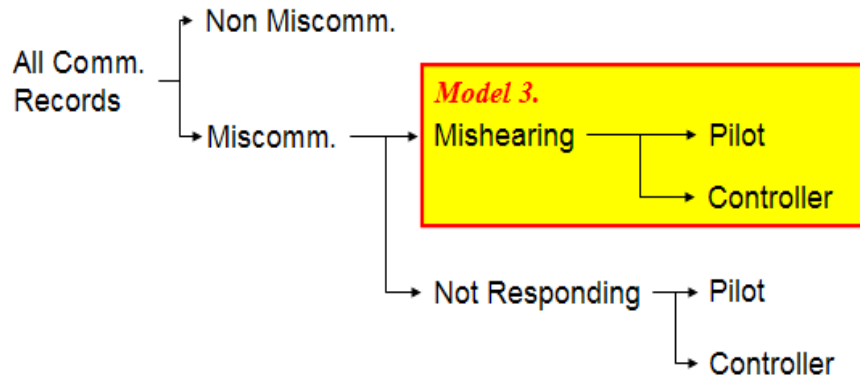 Non Miscomm.
All Comm.
Records
Model 3.
Miscomm.
Mishearing
Pilot
Controller
Not Responding
Pilot
Controller